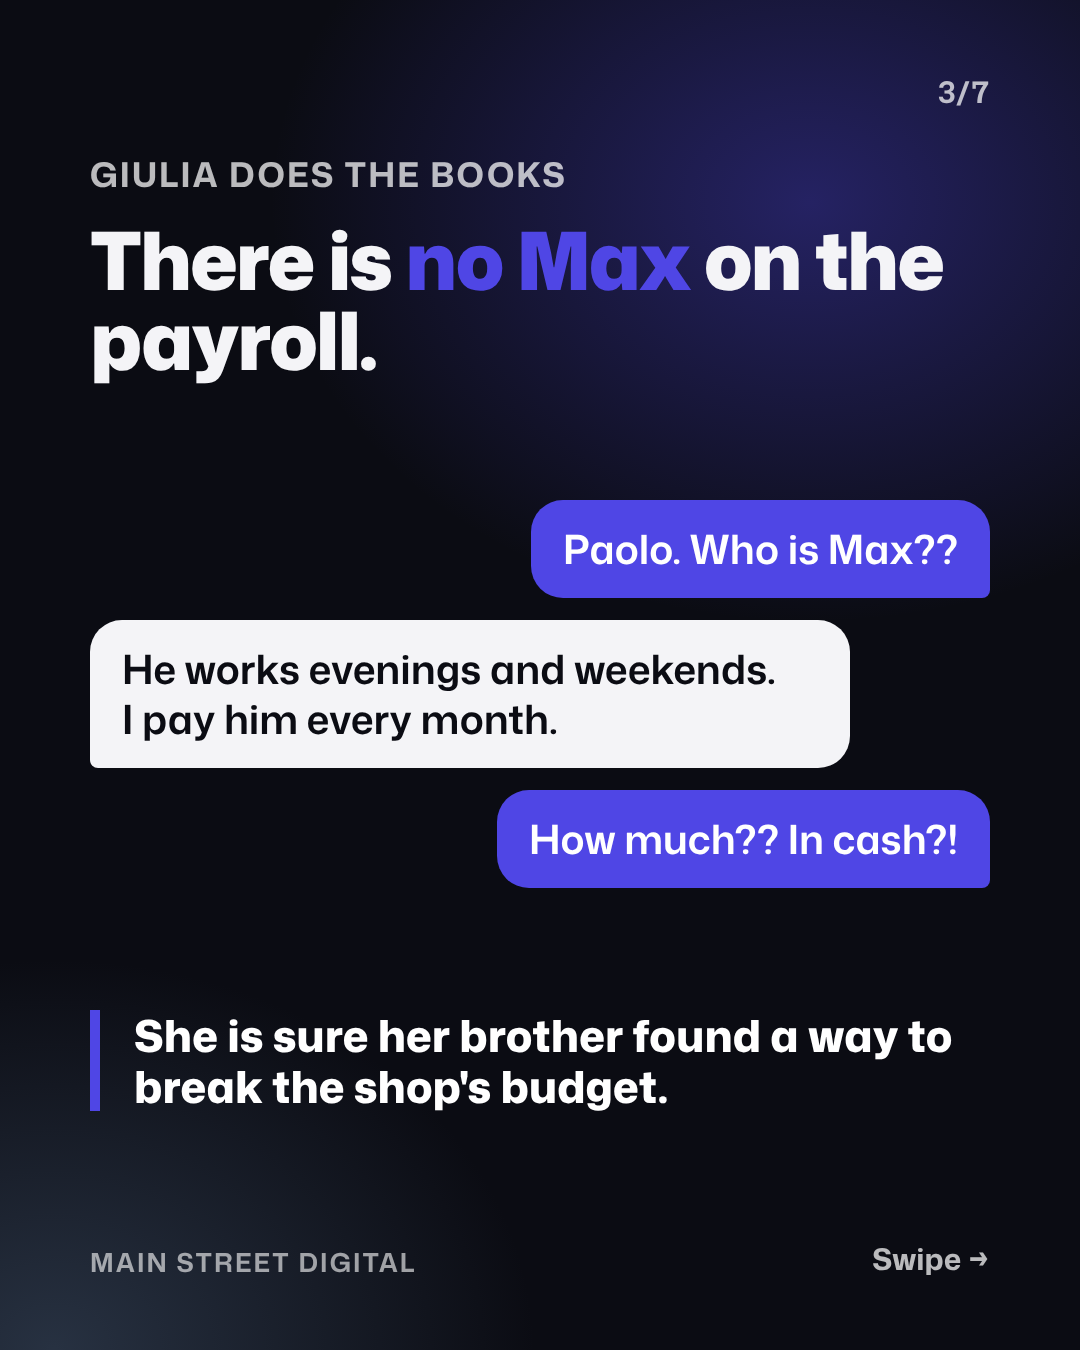 3/7
GIULIA DOES THE BOOKS
There is no Max on the
payroll.
Paolo. Who is Max??
He works evenings and weekends.
I pay him every month.
How much?? In cash?!
She is sure her brother found a way to
break the shop's budget.
MAIN STREET DIGITAL
Swipe →